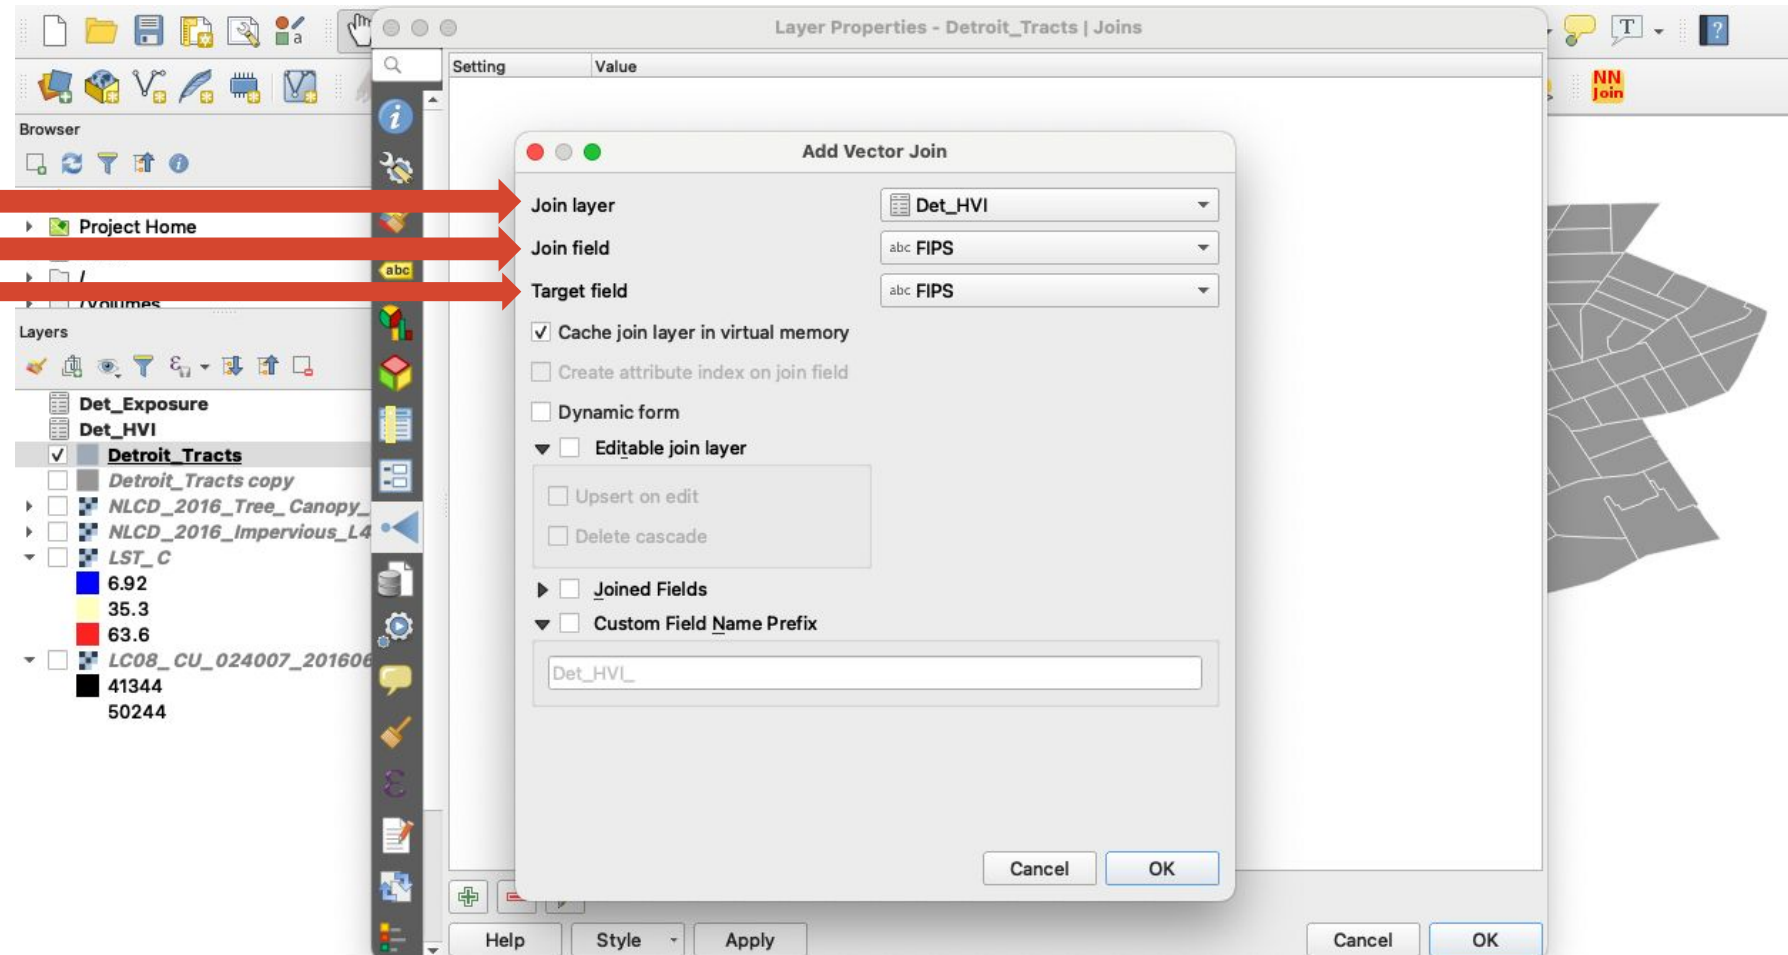 Layer Properties - Detroit_Tracts | Joins
a
T
?
Setting
Value
NN
Join
Browser
Add Vector Join
Join layer
Det_HVI
Project Home
Join field
abc FIPS
abc
/
Target field
abc FIPS
/Volumes
Layers
Cache join layer in virtual memory
Create attribute index on join field
Det_Exposure
Dynamic form
Det_HVI
Editable join layer
Detroit_Tracts
Detroit_Tracts copy
Upsert on edit
NLCD_2016_Tree_Canopy_
NLCD_2016_Impervious_L4
Delete cascade
LST_C
6.92
Joined Fields
35.3
Custom Field Name Prefix
63.6
LC08_CU_024007_201606
Det_HVI_
41344
50244
Cancel
OK
Help
Style
Apply
Cancel
OK